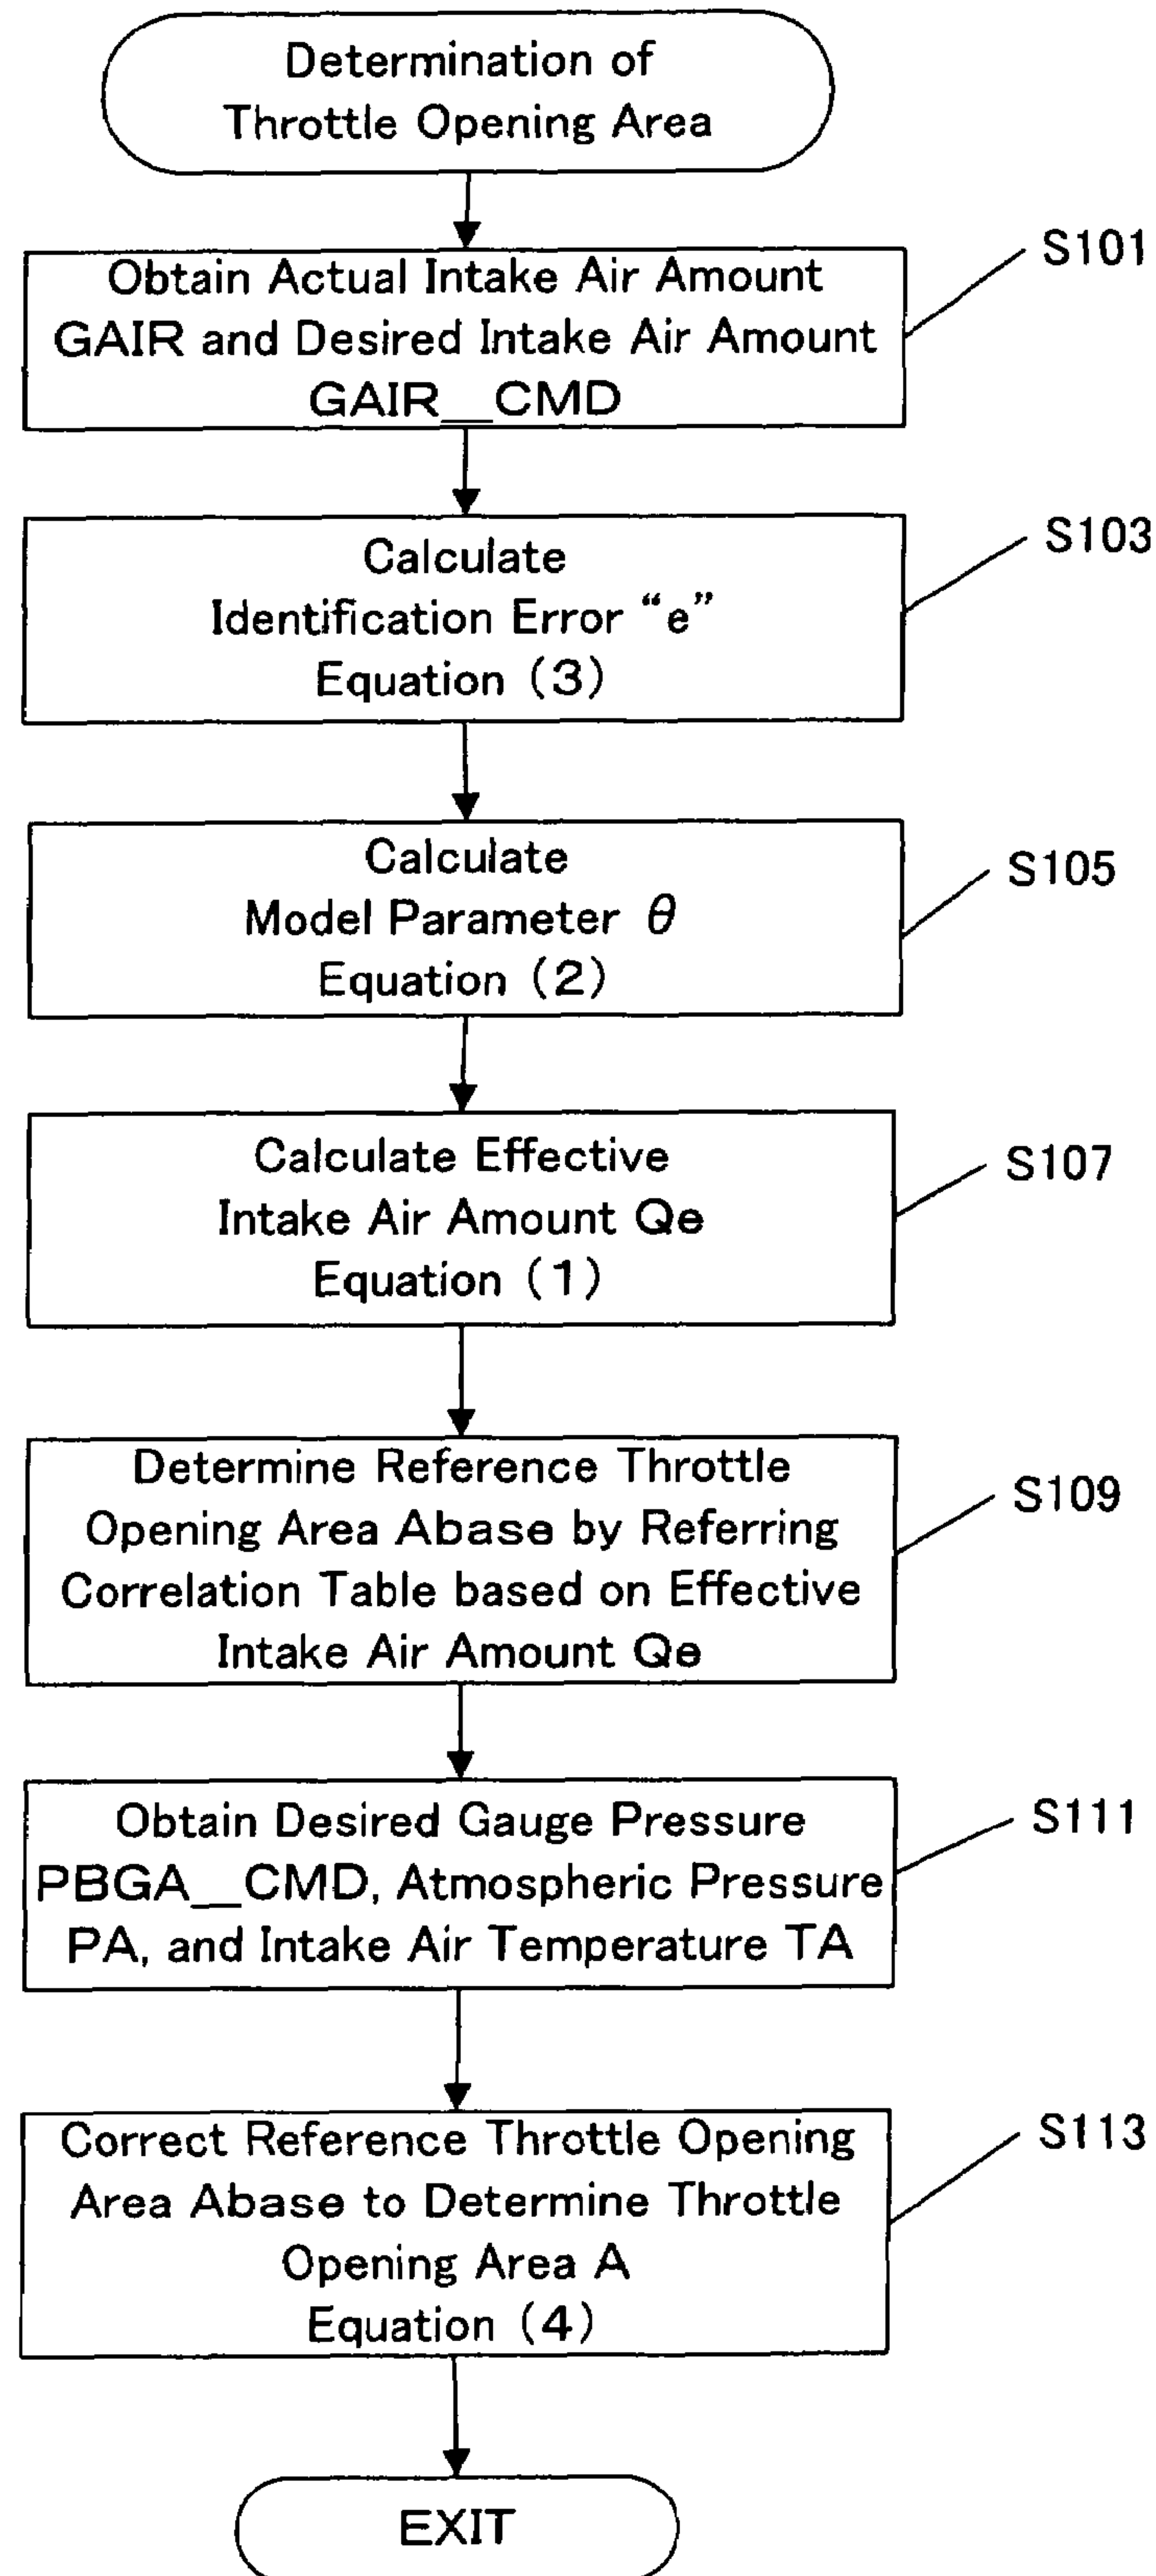 Determination of
Throttle Opening Area
S101
Obtain Actual Intake Air Amount
GAIR and Desired Intake Air Amount
GAIR__CMD
S103
Calculate
Identification Error “e”
Equation (3)
S105
Calculate
Model Parameter θ
Equation (2)
S107
Calculate Effective
Intake Air Amount Qe
Equation (1)
S109
Determine Reference Throttle
Opening Area Abase by Referring
Correlation Table based on Effective
Intake Air Amount Qe
S111
Obtain Desired Gauge Pressure
PBGA__CMD, Atmospheric Pressure
PA, and Intake Air Temperature TA
S113
Correct Reference Throttle Opening
Area Abase to Determine Throttle
Opening Area A
Equation (4)
EXIT